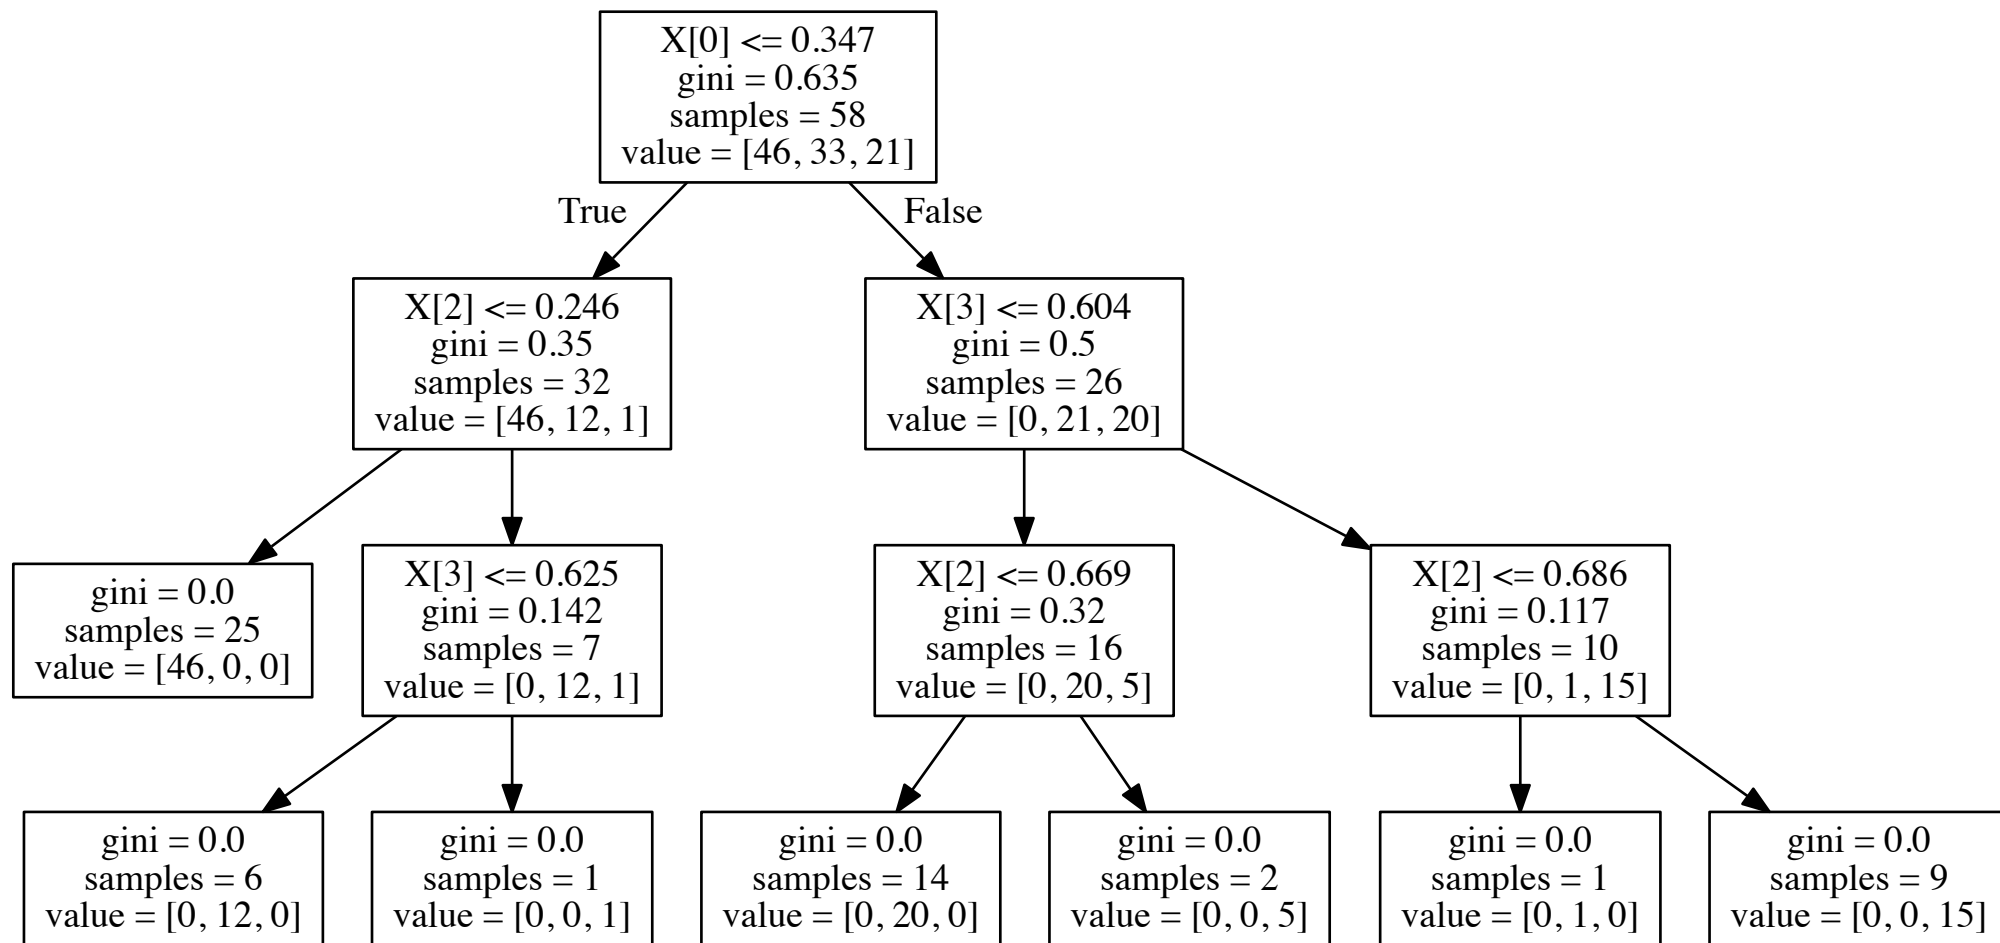 X[0] <= 0.347
gini = 0.635
samples = 58
value = [46, 33, 21]
True
False
X[2] <= 0.246
gini = 0.35
samples = 32
value = [46, 12, 1]
X[3] <= 0.604
gini = 0.5
samples = 26
value = [0, 21, 20]
gini = 0.0
samples = 25
value = [46, 0, 0]
X[3] <= 0.625
gini = 0.142
samples = 7
value = [0, 12, 1]
X[2] <= 0.669
gini = 0.32
samples = 16
value = [0, 20, 5]
X[2] <= 0.686
gini = 0.117
samples = 10
value = [0, 1, 15]
gini = 0.0
samples = 6
value = [0, 12, 0]
gini = 0.0
samples = 1
value = [0, 0, 1]
gini = 0.0
samples = 14
value = [0, 20, 0]
gini = 0.0
samples = 2
value = [0, 0, 5]
gini = 0.0
samples = 1
value = [0, 1, 0]
gini = 0.0
samples = 9
value = [0, 0, 15]